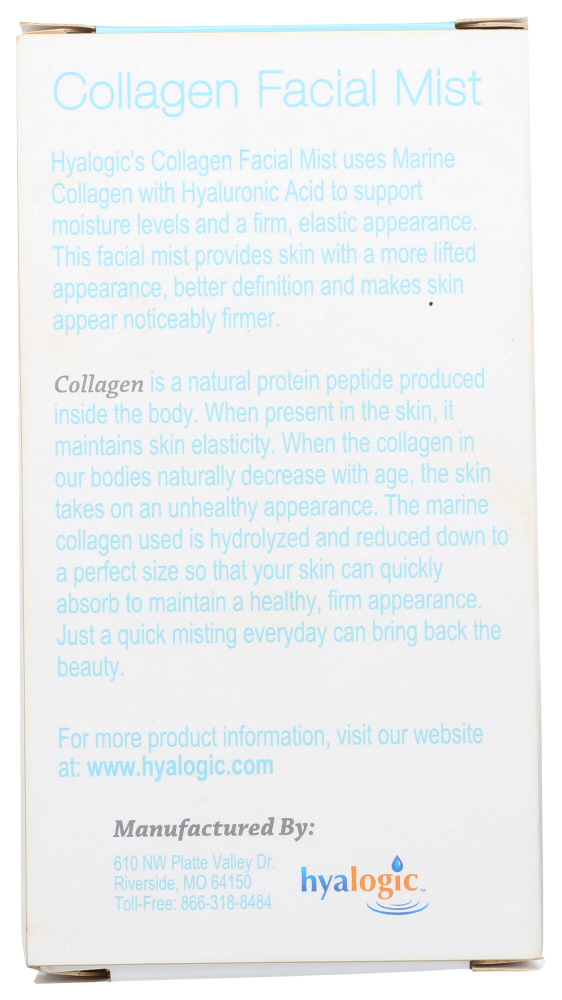 Collagen Facial Mist
Hyalogic's Collagen Facial Mist uses Marine
Collagen with Hyaluronic Acid to support
moisture levels and a firm, elastic appearance.
This facial mist provides skin with a more lifted
appearance, better definition and makes skin
appear noticeably firmer.
Collagen is a natural protein peptide produced
inside the body. When present in the skin, it
maintains skin elasticity. When the collagen in
our bodies naturally decrease with age, the skin
takes on an unhealthy appearance. The marine
collagen used is hydrolyzed and reduced down to
a perfect size so that your skin can quickly
absorb to maintain a healthy, firm appearance.
Just a quick misting everyday can bring back the
beauty.
For more product information, visit our website
at: www.hyalogic.com
Manufactured By:
610 NW Platte Valley Dr.
Riverside, MO 64150
Toll-Free: 866-318-8484
hyalogic™